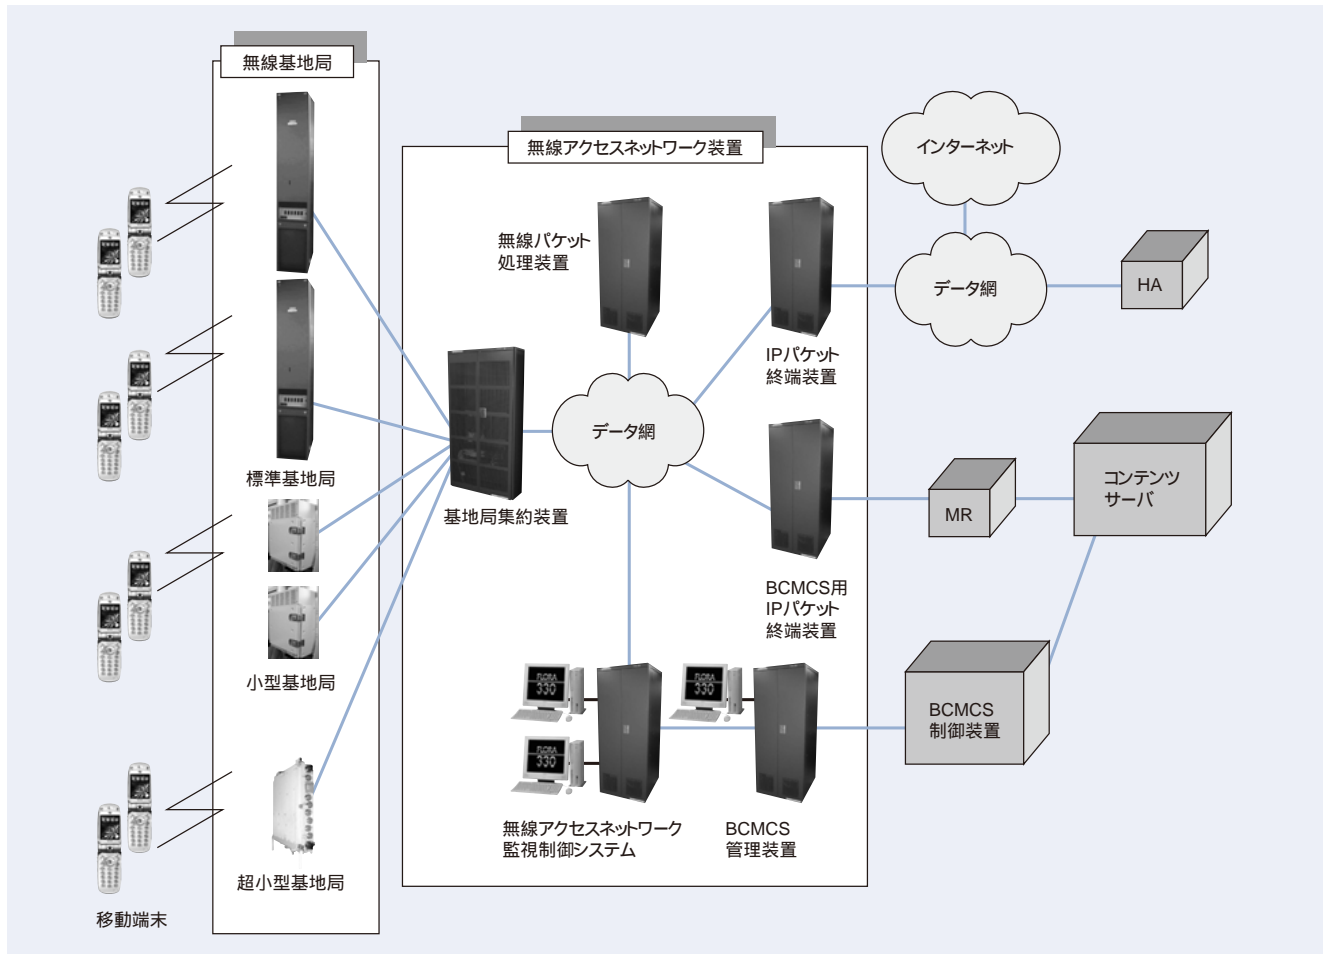 無線基地局
無線アクセスネットワーク装置
インターネット
無線パケット
処理装置
データ網
HA
IPパケット
終端装置
データ網
標準基地局
基地局集約装置
コンテンツ
サーバ
MR
BCMCS用
IPパケット
終端装置
小型基地局
FLORA
330
FLORA
330
BCMCS
制御装置
FLORA
330
無線アクセスネットワーク
監視制御システム
BCMCS
管理装置
超小型基地局
移動端末